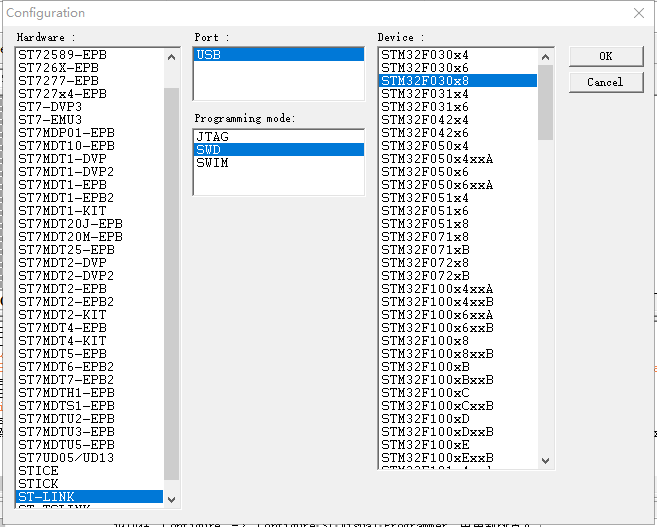 Configuration
Hardware :
ST72589-EPB
ST726X-EPB
ST7277-EPB
ST727x4-EPB
ST7-DVP3
ST7-EMU3
ST7MDP01-EPB
ST7MDT10-EPB
ST7MDT1-DVP
ST7MDT1-DVP2
ST7MDT1-EPB
ST7MDT1-EPB2
ST7MDT1-KIT
ST7MDT20J-EPB
ST7MDT20M-EPB
ST7MDT25-EPB
ST7MDT2-DVP
ST7MDT2-DVP2
ST7MDT2-EPB
ST7MDT2-EPB2
ST7MDT2-KIT
ST7MDT4-EPB
ST7MDT4-KIT
ST7MDT5-EPB
ST7MDT6-EPB2
ST7MDT7-EPB2
ST7MDTH1-EPB
ST7MDTS1-EPB
ST7MDTU2-EPB
ST7MDTU3-EPB
ST7MDTU5-EPB
ST7UD05/UD13
STICE
STICK
ST-LINK
Port :
USB
Programming mode:
JTAG
SWD
SWIM
Device :
STM32F030x4
STM32F030x6
STM32F030x8
STM32F031x4
STM32F031x6
STM32F042x4
STM32F042x6
STM32F050x4
STM32F050x4xxA
STM32F050x6
STM32F050x6xxA
STM32F051x4
STM32F051x6
STM32F051x8
STM32F071x8
STM32F071xB
STM32F072x8
STM32F072xB
STM32F100x4xxA
STM32F100x4xxB
STM32F100x6xxA
STM32F100x6xxB
STM32F100x8
STM32F100x8xxB
STM32F100xB
STM32F100xBxxB
STM32F100xC
STM32F100xCxxB
STM32F100xD
STM32F100xDxxB
STM32F100xE
STM32F100xExxB
OK
Cancel